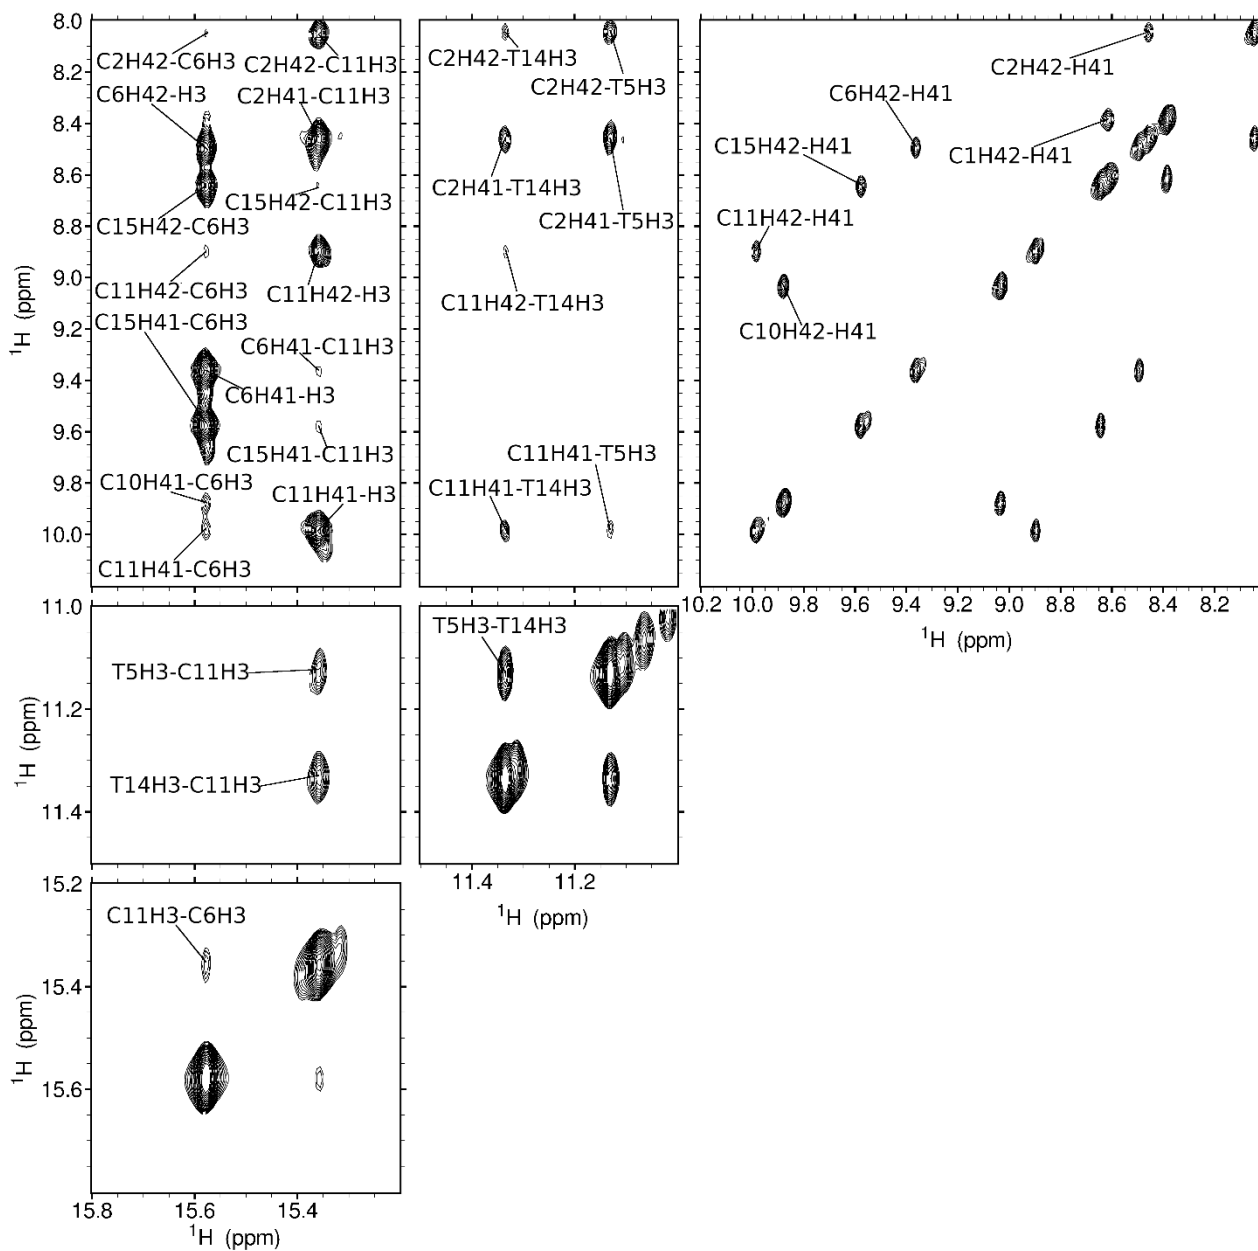 8.0
8.2
8.4
8.6
8.8
9.0
9.2
9.4
9.6
9.8
10.0
¹H (ppm)
C2H42-C6H3
C6H42-H3
C15H42-C6H3
C11H42-C6H3
C15H41-C6H3
C6H41-H3
C10H41-C6H3
C11H41-C6H3
C2H42-C11H3
C2H41-C11H3
C15H42-C11H3
C11H42-H3
C6H41-C11H3
C15H41-C11H3
C11H41-H3
C2H42-T14H3
C2H42-T5H3
C2H41-T14H3
C2H41-T5H3
C11H42-T14H3
C11H41-T5H3
C11H41-T14H3
C2H42-H41
C6H42-H41
C1H42-H41
C15H42-H41
C11H42-H41
C10H42-H41
10.2 10.0 9.8 9.6 9.4 9.2 9.0 8.8 8.6 8.4 8.2
¹H (ppm)
11.0
11.2
11.4
¹H (ppm)
T5H3-C11H3
T14H3-C11H3
T5H3-T14H3
11.4 11.2
¹H (ppm)
15.2
15.4
15.6
¹H (ppm)
C11H3-C6H3
15.8 15.6 15.4
¹H (ppm)